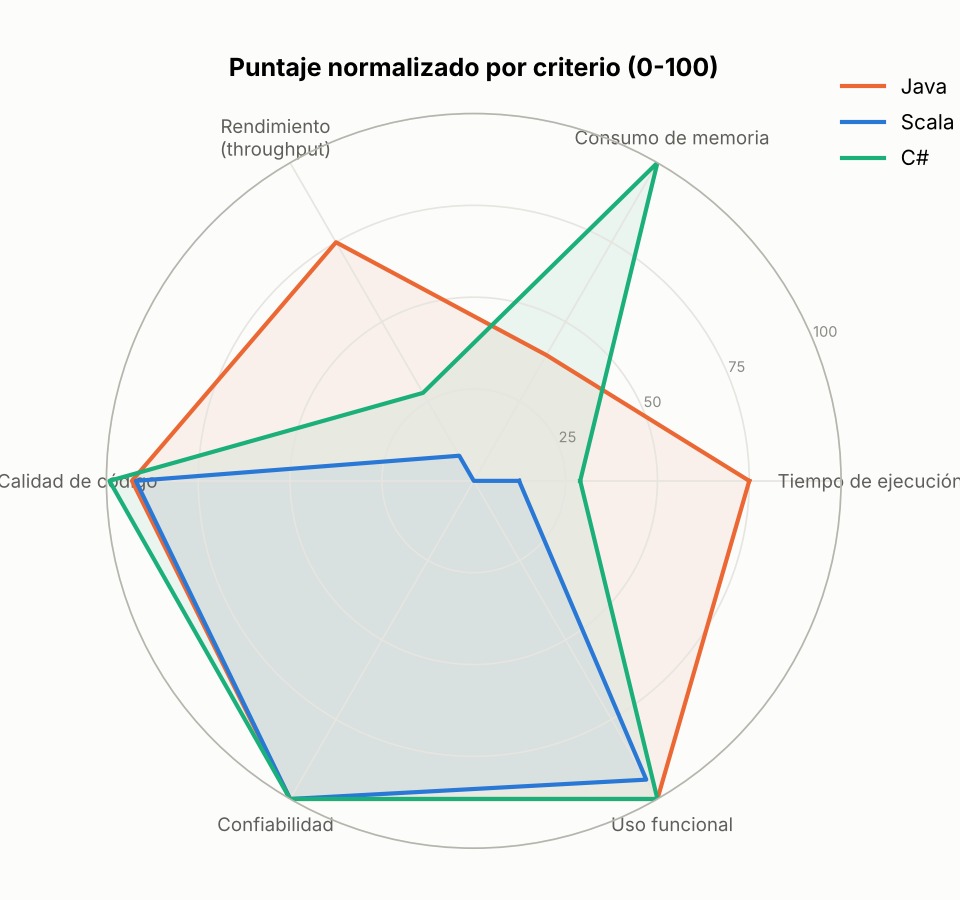 Puntaje normalizado por criterio (0-100)
Java
Scala
C#
Rendimiento
(throughput)
Consumo de memoria
100
75
50
25
Calidad de código
Tiempo de ejecución
Confiabilidad
Uso funcional